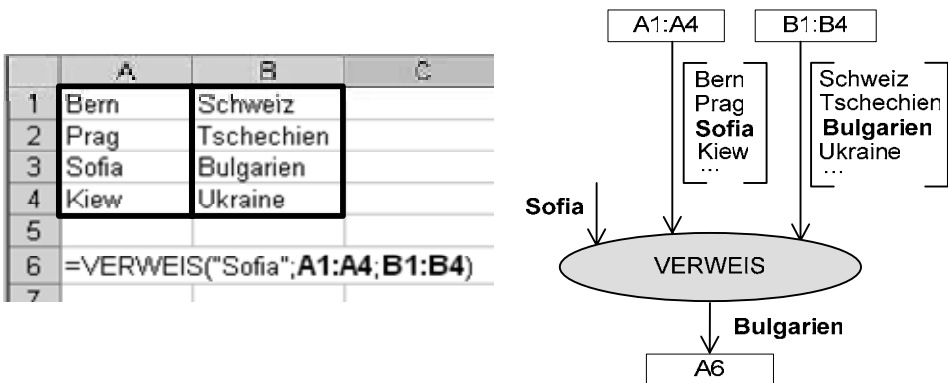 A B C
1 Bern Schweiz
2 Prag Tschechien
3 Sofia Bulgarien
4 Kiew Ukraine
5
6 =VERWEIS("Sofia";A1:A4;B1:B4)
7
A1:A4 B1:B4
Bern Schweiz
Prag Tschechien
Sofia Bulgarien
Kiew Ukraine
... ...
Sofia
VERWEIS
Bulgarien
A6